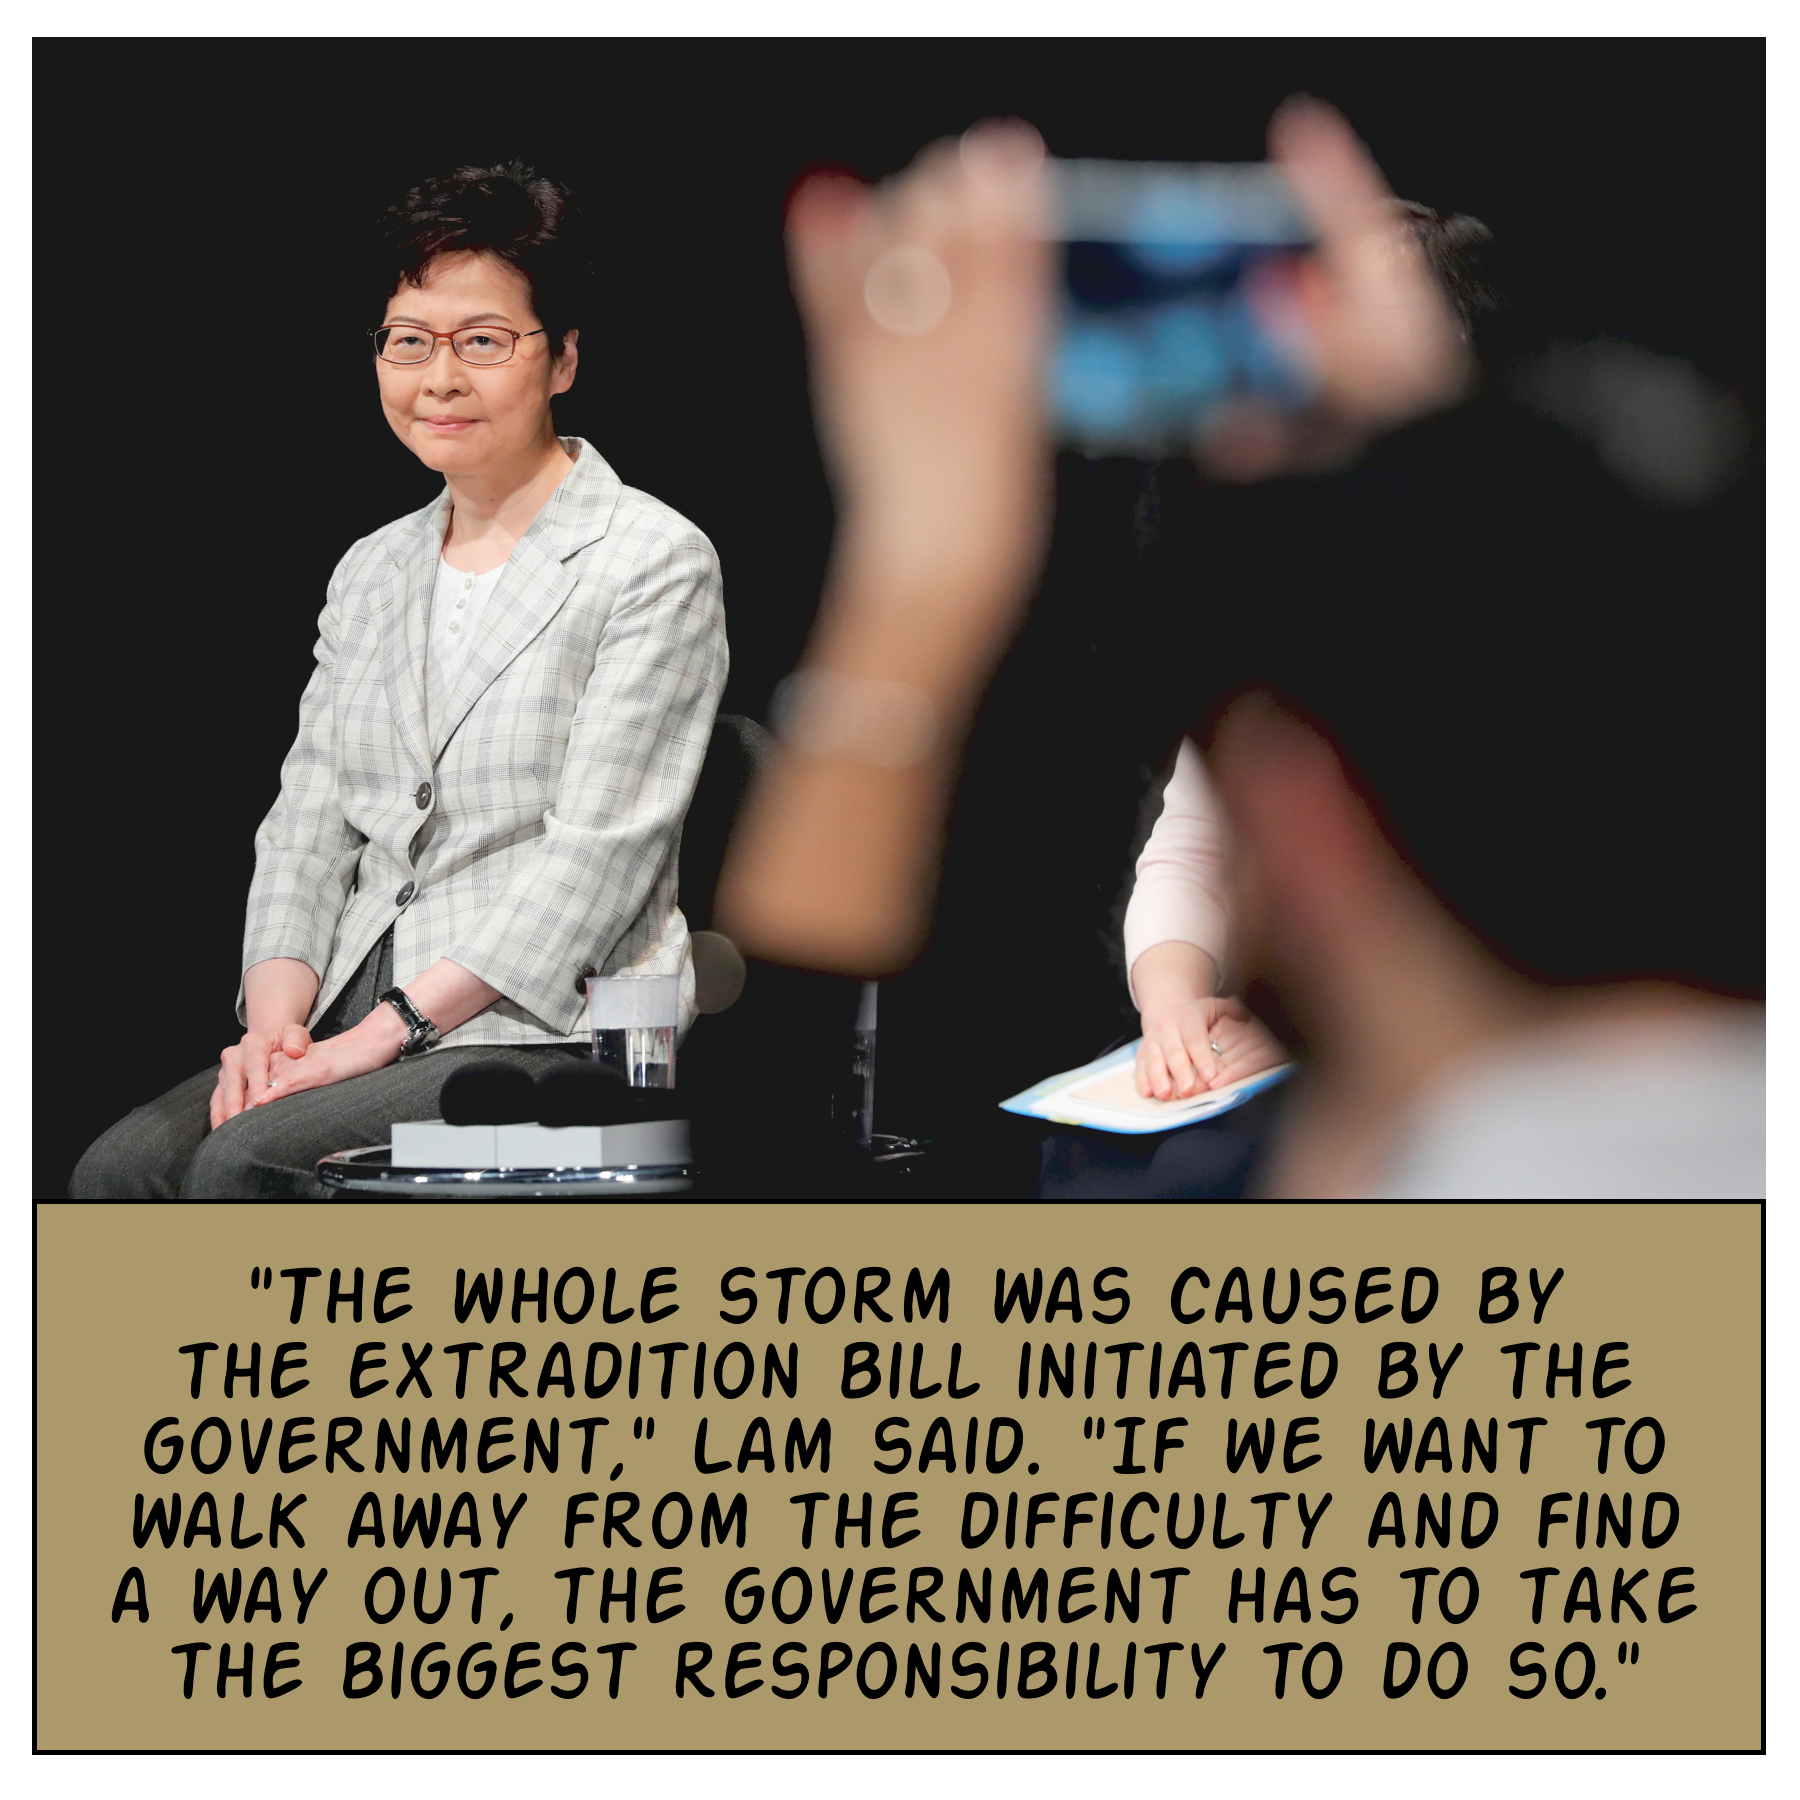 "THE WHOLE STORM WAS CAUSED BY
THE EXTRADITION BILL INITIATED BY THE
GOVERNMENT," LAM SAID. "IF WE WANT TO
WALK AWAY FROM THE DIFFICULTY AND FIND
A WAY OUT, THE GOVERNMENT HAS TO TAKE
THE BIGGEST RESPONSIBILITY TO DO SO."